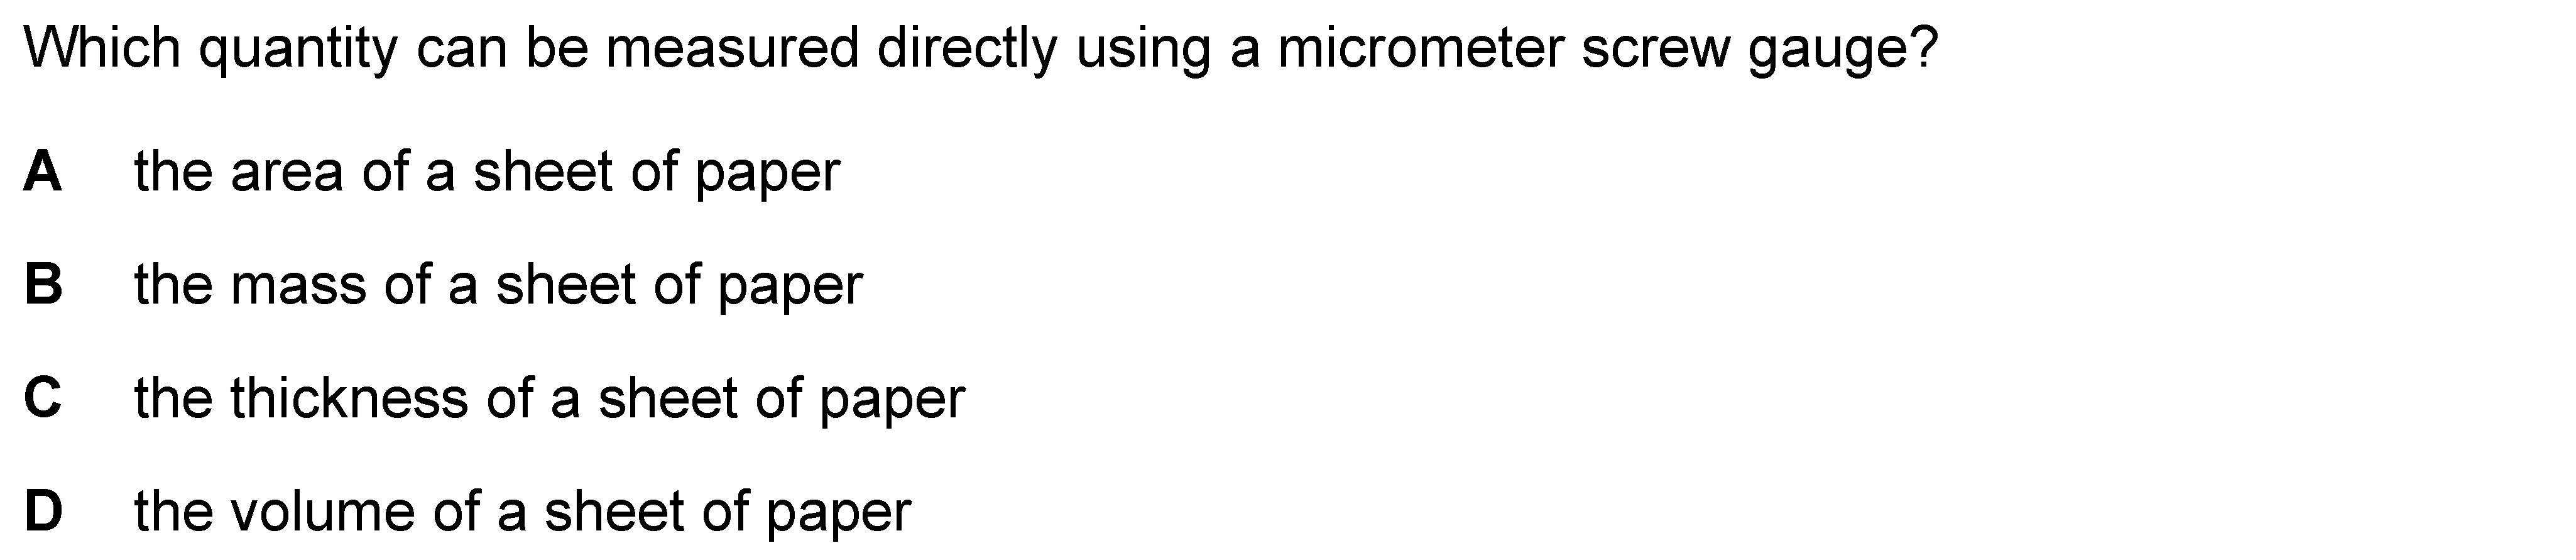 Which quantity can be measured directly using a micrometer screw gauge?
A the area of a sheet of paper
B the mass of a sheet of paper
C the thickness of a sheet of paper
D the volume of a sheet of paper